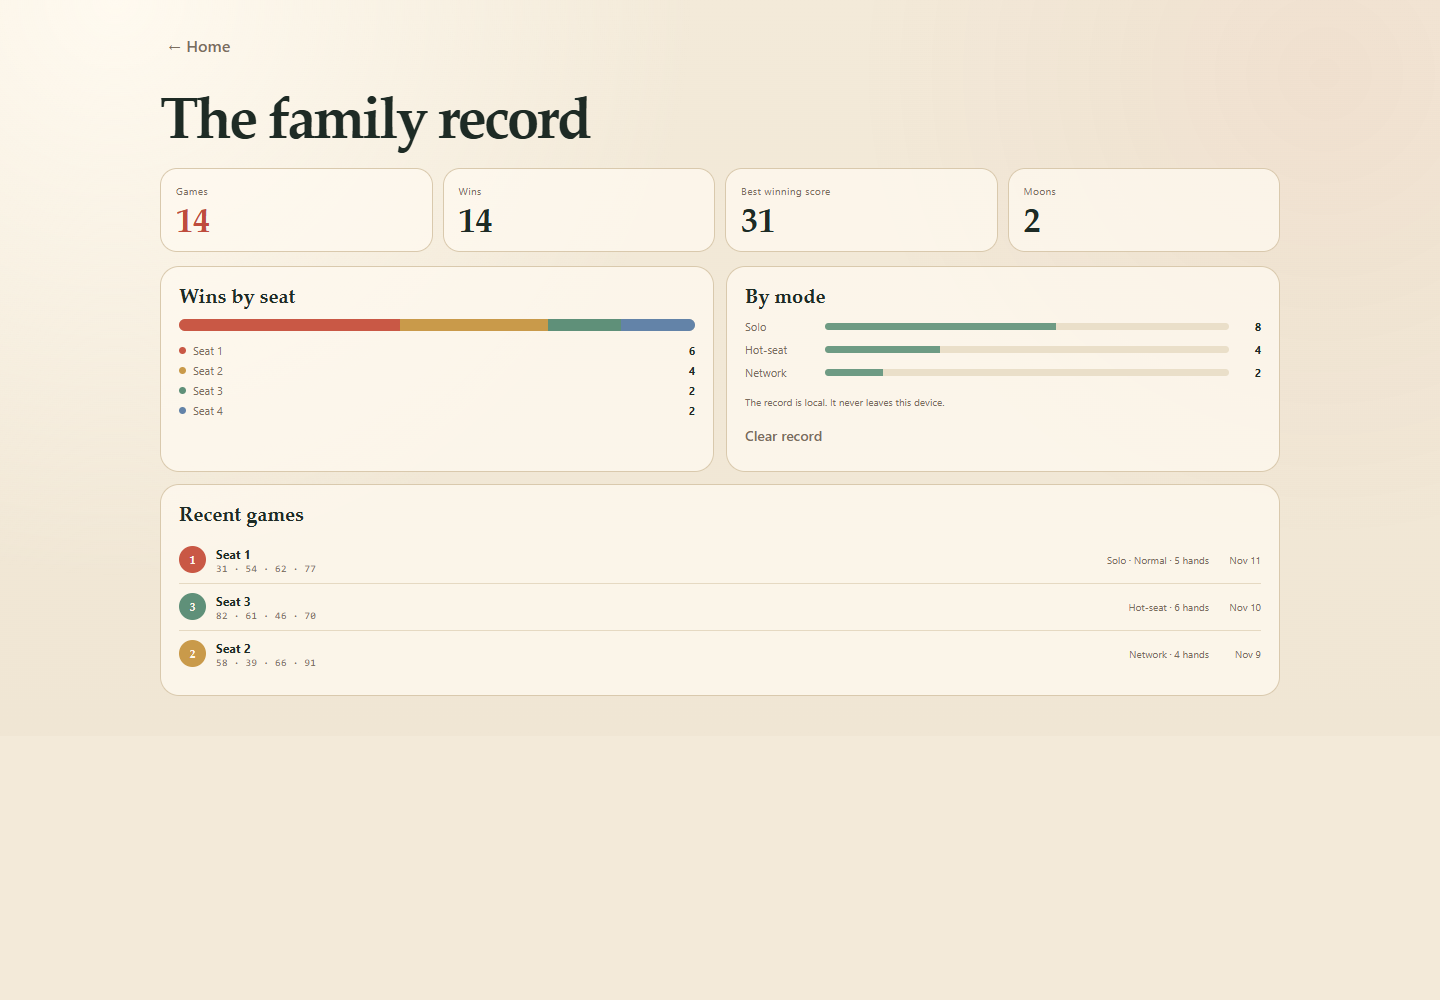 ← Home
The family record
Games
14
Wins
14
Best winning score
31
Moons
2
Wins by seat
Seat 1 6
Seat 2 4
Seat 3 2
Seat 4 2
By mode
Solo 8
Hot-seat 4
Network 2
The record is local. It never leaves this device.
Clear record
Recent games
1 Seat 1
31 · 54 · 62 · 77
Solo · Normal · 5 hands Nov 11
3 Seat 3
82 · 61 · 46 · 70
Hot-seat · 6 hands Nov 10
2 Seat 2
58 · 39 · 66 · 91
Network · 4 hands Nov 9